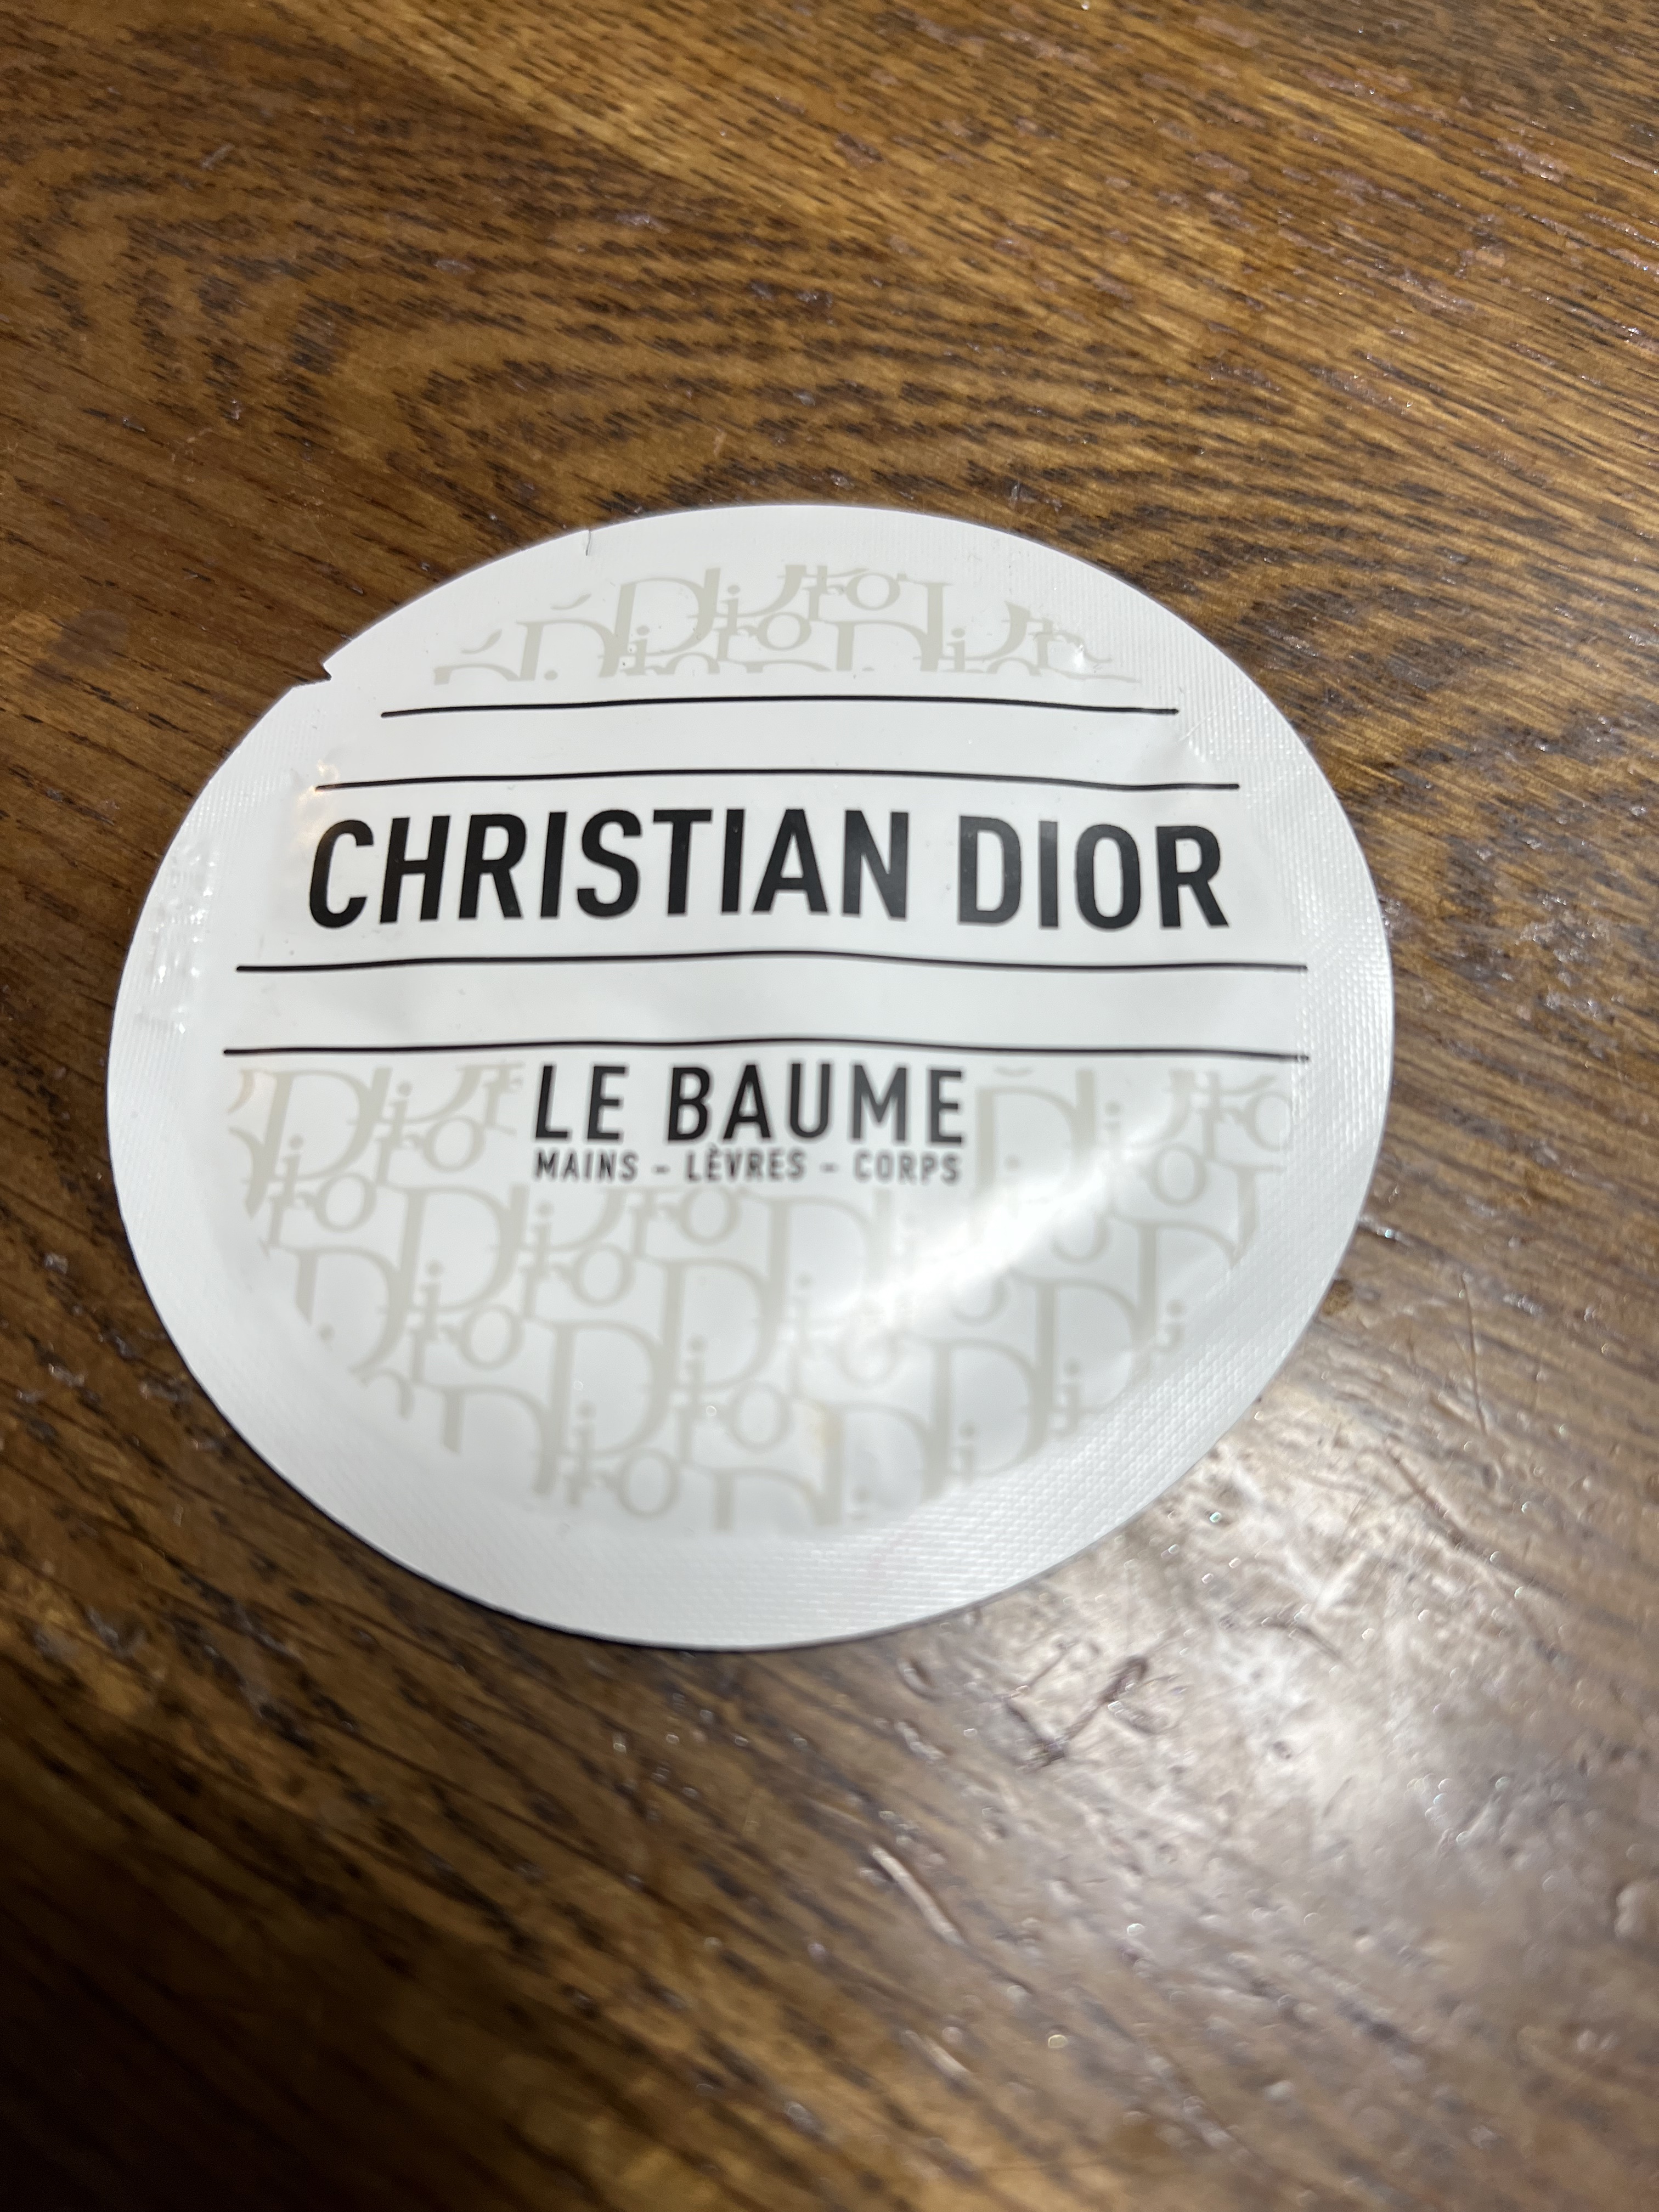 CHRISTIAN DIOR
LE BAUME
MAINS - LÈVRES - CORPS